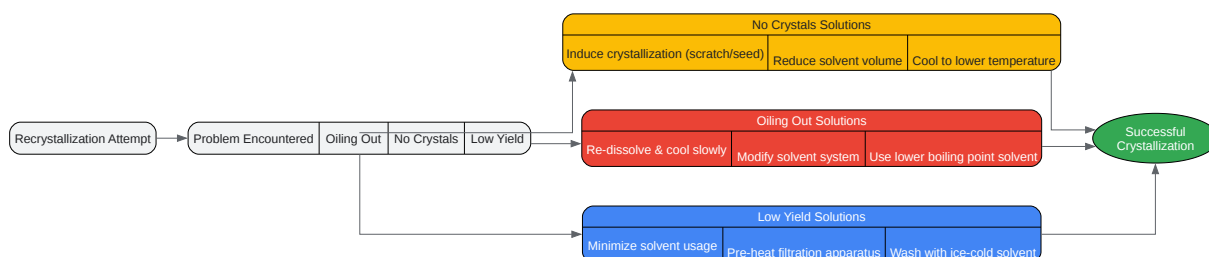 No Crystals Solutions
Induce crystallization (scratch/seed)
Reduce solvent volume
Cool to lower temperature
Recrystallization Attempt
Problem Encountered
Oiling Out
No Crystals
Low Yield
Oiling Out Solutions
Re-dissolve & cool slowly
Modify solvent system
Use lower boiling point solvent
Successful
Crystallization
Low Yield Solutions
Minimize solvent usage
Pre-heat filtration apparatus
Wash with ice-cold solvent